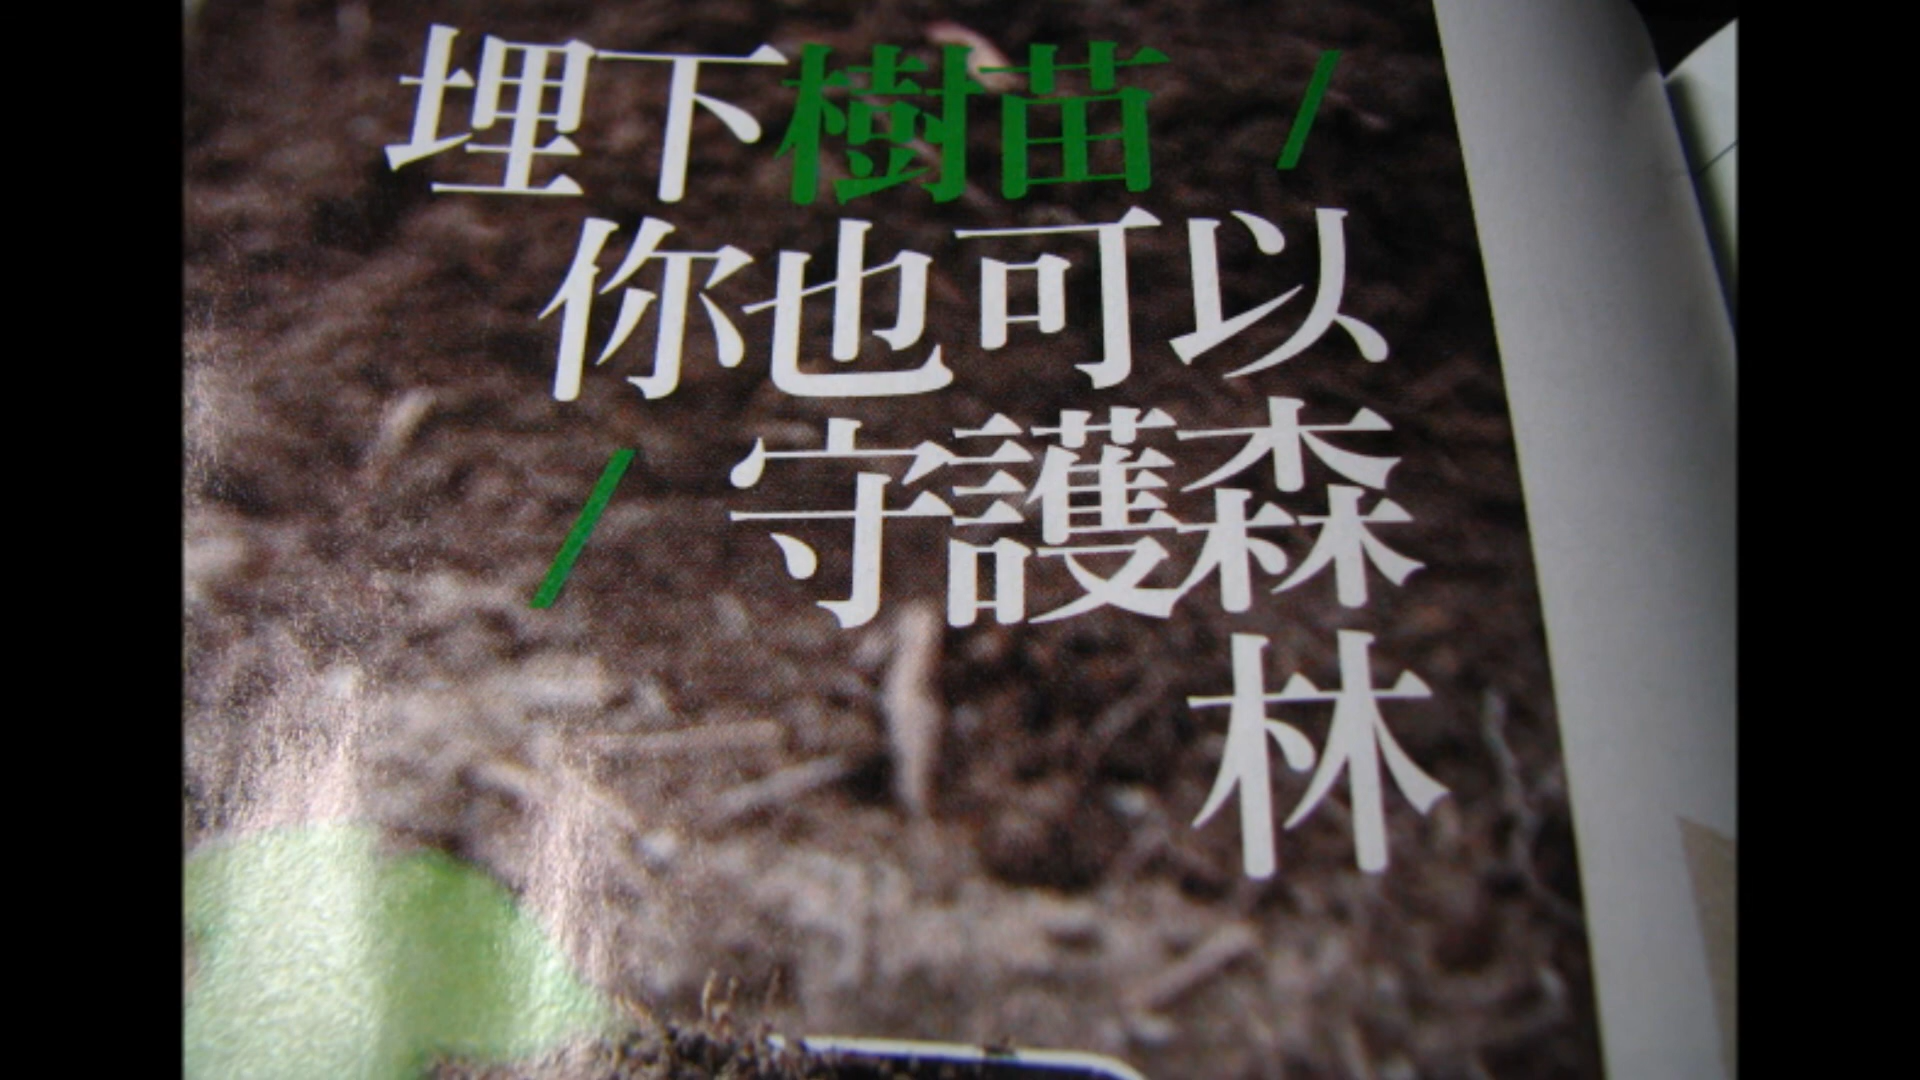 埋下樹苗 /
你也可以
/ 守護森
林